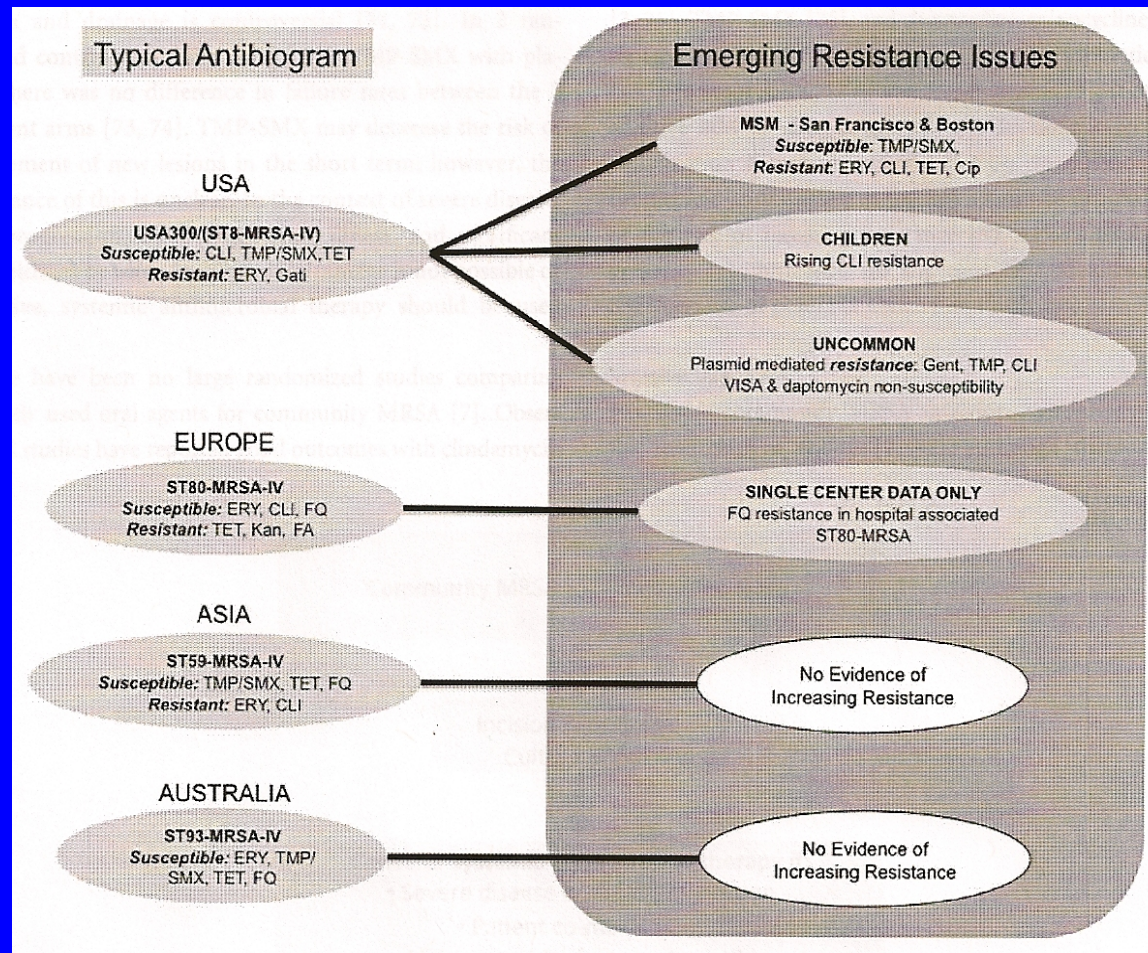 Typical Antibiogram
Emerging Resistance Issues
USA
USA300/(ST8-MRSA-IV)
Susceptible: CLI, TMP/SMX,TET
Resistant: ERY, Gati
MSM - San Francisco & Boston
Susceptible: TMP/SMX,
Resistant: ERY, CLI, TET, Cip
CHILDREN
Rising CLI resistance
UNCOMMON
Plasmid mediated resistance: Gent, TMP, CLI
VISA & daptomycin non-susceptibility
EUROPE
ST80-MRSA-IV
Susceptible: ERY, CLI, FQ
Resistant: TET, Kan, FA
SINGLE CENTER DATA ONLY
FQ resistance in hospital associated
ST80-MRSA
ASIA
ST59-MRSA-IV
Susceptible: TMP/SMX, TET, FQ
Resistant: ERY, CLI
No Evidence of
Increasing Resistance
AUSTRALIA
ST93-MRSA-IV
Susceptible: ERY, TMP/
SMX, TET, FQ
No Evidence of
Increasing Resistance